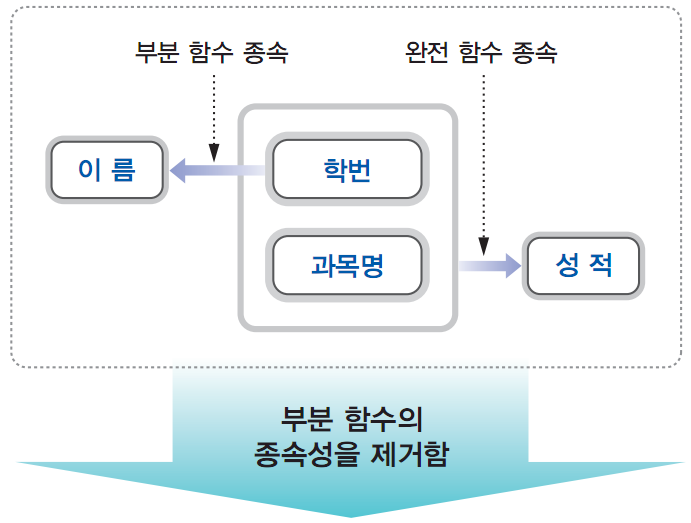 부분 함수 종속
완전 함수 종속
이 름
학번
과목명
성 적
부분 함수의
종속성을 제거함